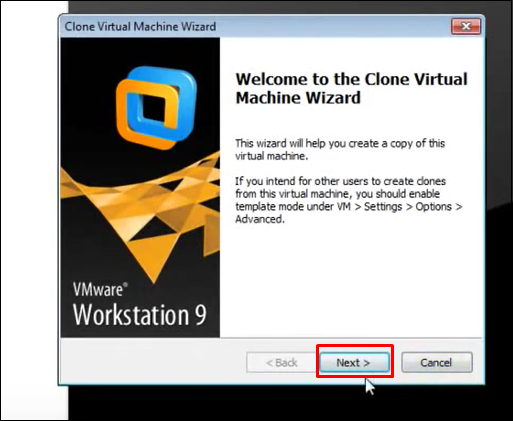 Clone Virtual Machine Wizard
Welcome to the Clone Virtual
Machine Wizard
This wizard will help you create a copy of this
virtual machine.
If you intend for other users to create clones
from this virtual machine, you should enable
template mode under VM > Settings > Options >
Advanced.
VMware®
Workstation 9
< Back
Next >
Cancel